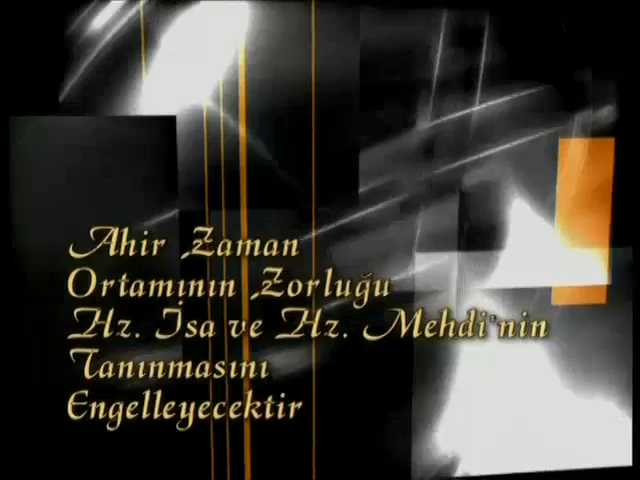 Ahir Zaman
Ortamının Zorluğu
Hz. İsa ve Hz. Mehdi'nin
Tanınmasını
Engelleyecektir